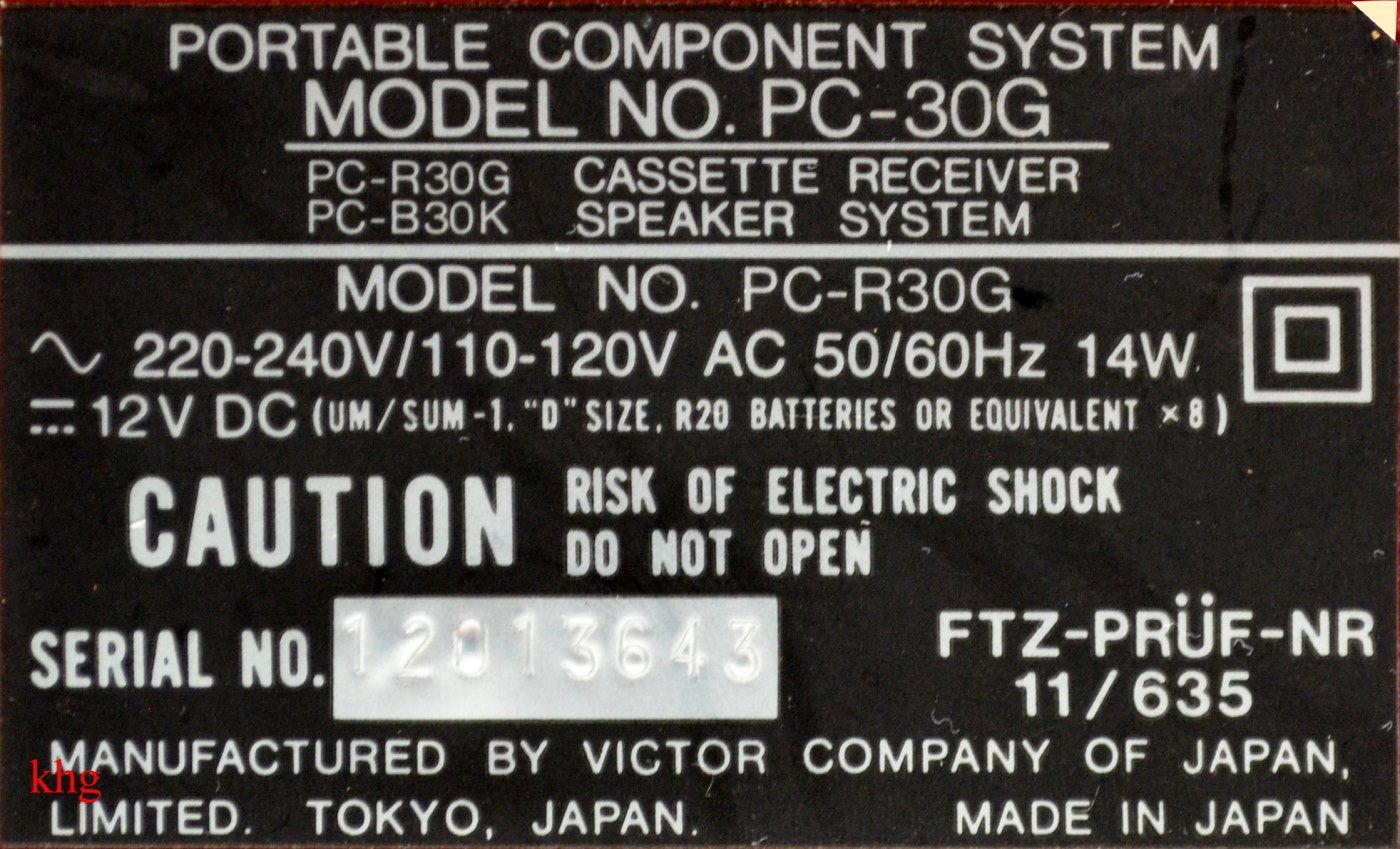 PORTABLE COMPONENT SYSTEM
MODEL NO. PC-30G
PC-R30G CASSETTE RECEIVER
PC-B30K SPEAKER SYSTEM
MODEL NO. PC-R30G
220-240V/110-120V AC 50/60Hz 14W
12V DC (UM/SUM-1, "D" SIZE, R20 BATTERIES OR EQUIVALENT ×8)
CAUTION RISK OF ELECTRIC SHOCK
DO NOT OPEN
SERIAL NO. 12013643
FTZ-PRÜF-NR
11/635
MANUFACTURED BY VICTOR COMPANY OF JAPAN,
LIMITED. TOKYO, JAPAN. MADE IN JAPAN
khg